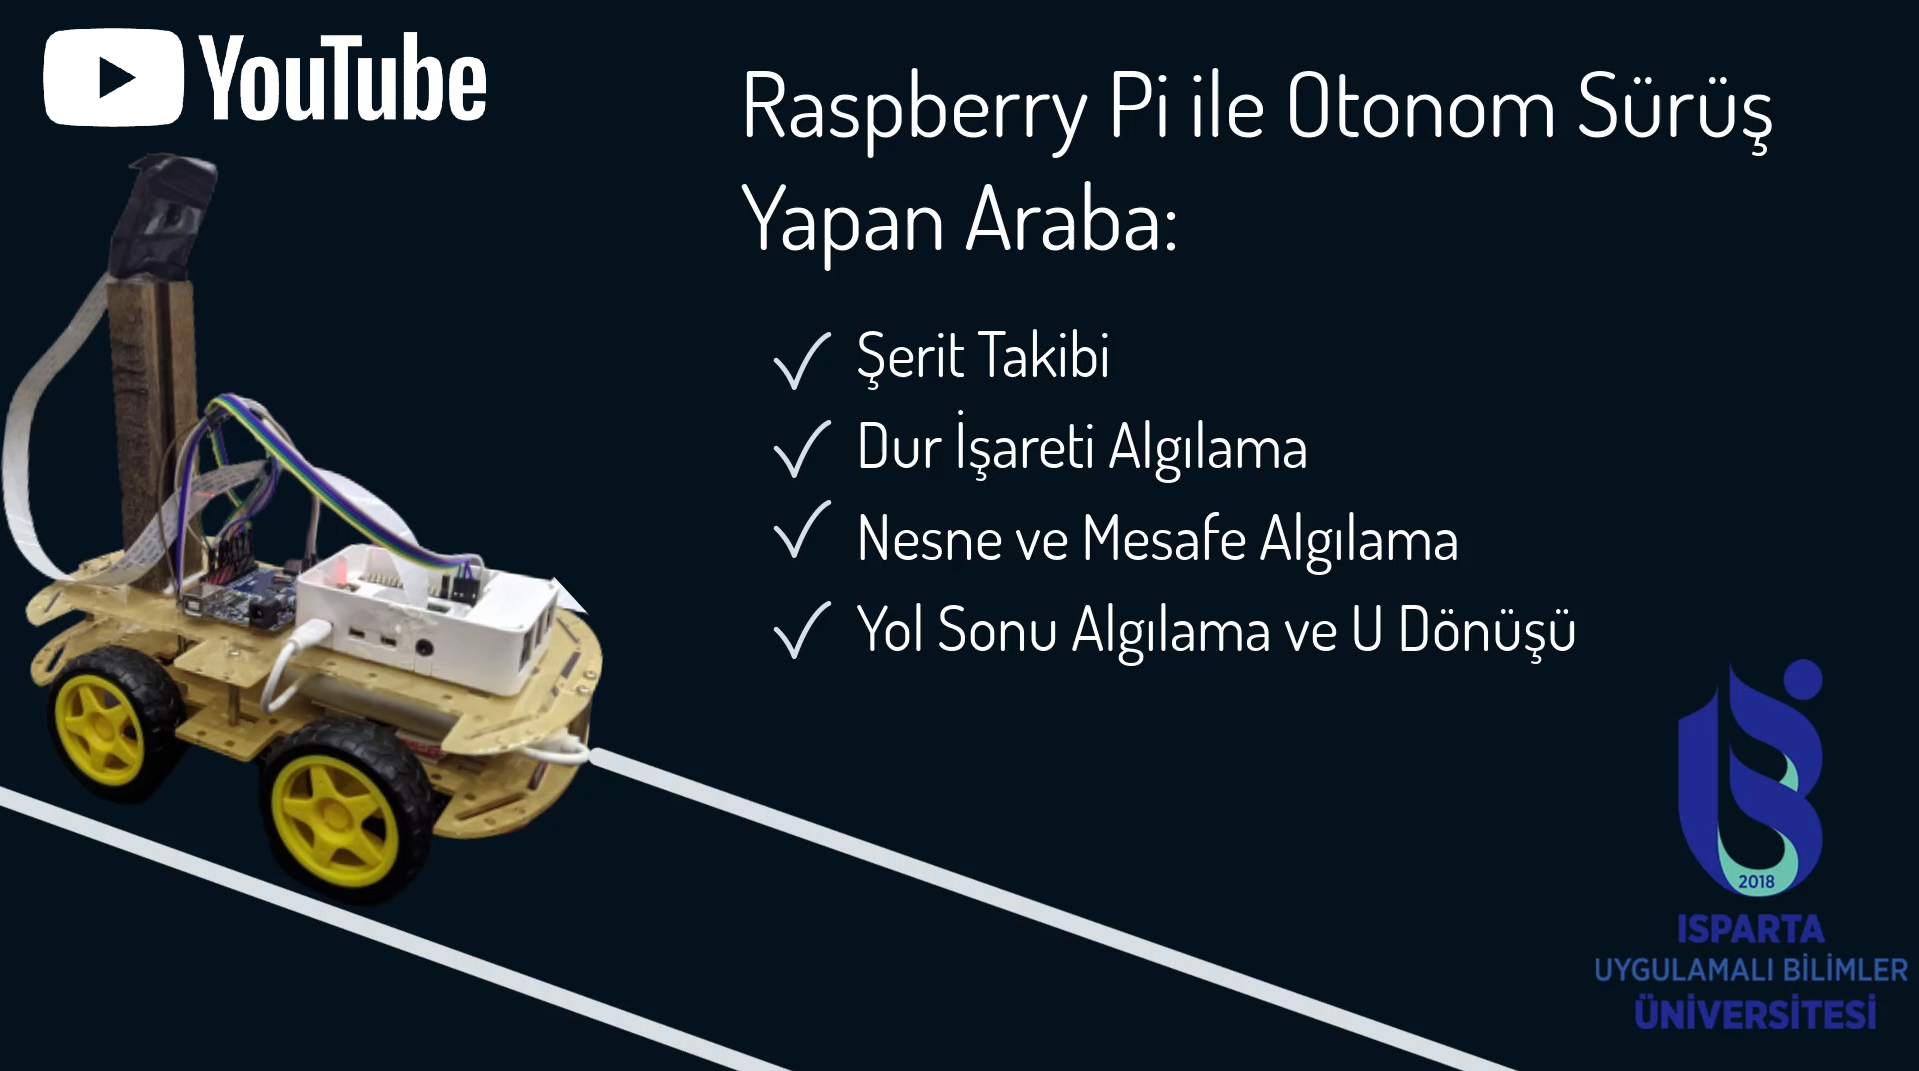 YouTube
Raspberry Pi ile Otonom Sürüş
Yapan Araba:
Şerit Takibi
Dur İşareti Algılama
Nesne ve Mesafe Algılama
Yol Sonu Algılama ve U Dönüşü
2018
ISPARTA
UYGULAMALI BİLİMLER
ÜNİVERSİTESİ